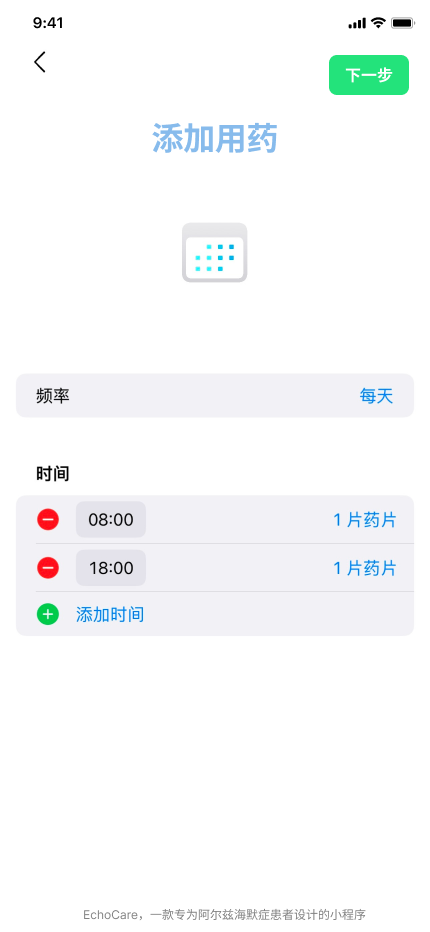 9:41
下一步
添加用药
频率 每天
时间
08:00 1 片药片
18:00 1 片药片
添加时间
EchoCare，一款专为阿尔兹海默症患者设计的小程序